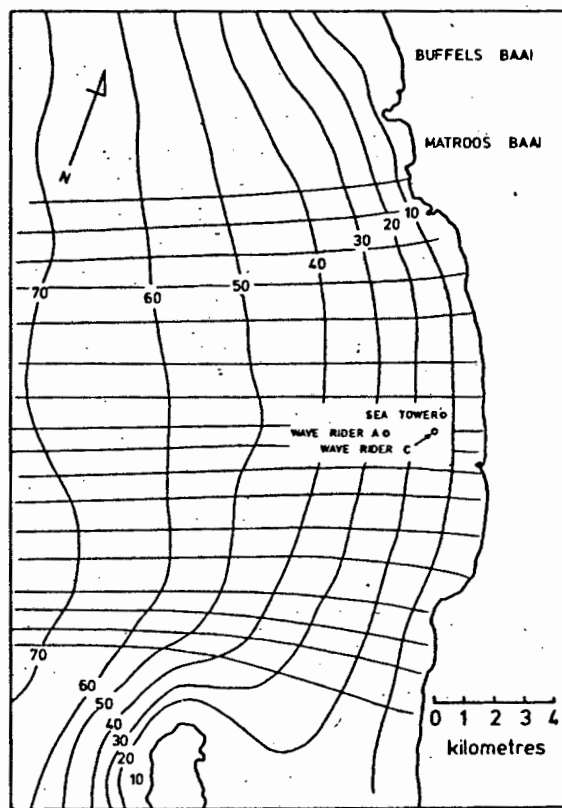 BUFFELS BAAI
N
MATROOS BAAI
10
20
30
40
50
60
70
SEA TOWER
WAVE RIDER A
WAVE RIDER C
70
60
50
40
30
20
10
0 1 2 3 4
kilometres